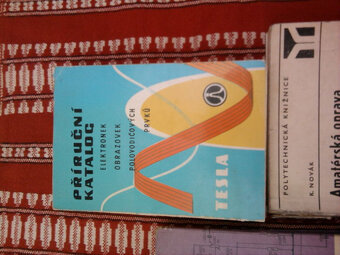 PŘÍRUČNÍ
KATALOG
ELEKTRONEK
OBRAZOVEK
POLOVODIČOVÝCH
PRVKŮ
TESLA
POLYTECHNICKÁ KNIŽNICE
K. NOVÁK
Amatérská oprava